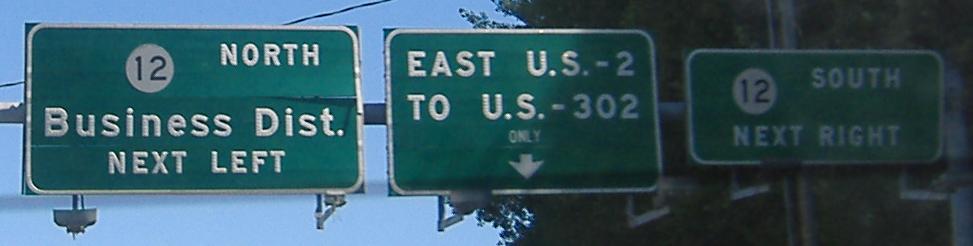 12 NORTH
Business Dist.
NEXT LEFT
EAST U.S.-2
TO U.S.-302
ONLY
12 SOUTH
NEXT RIGHT